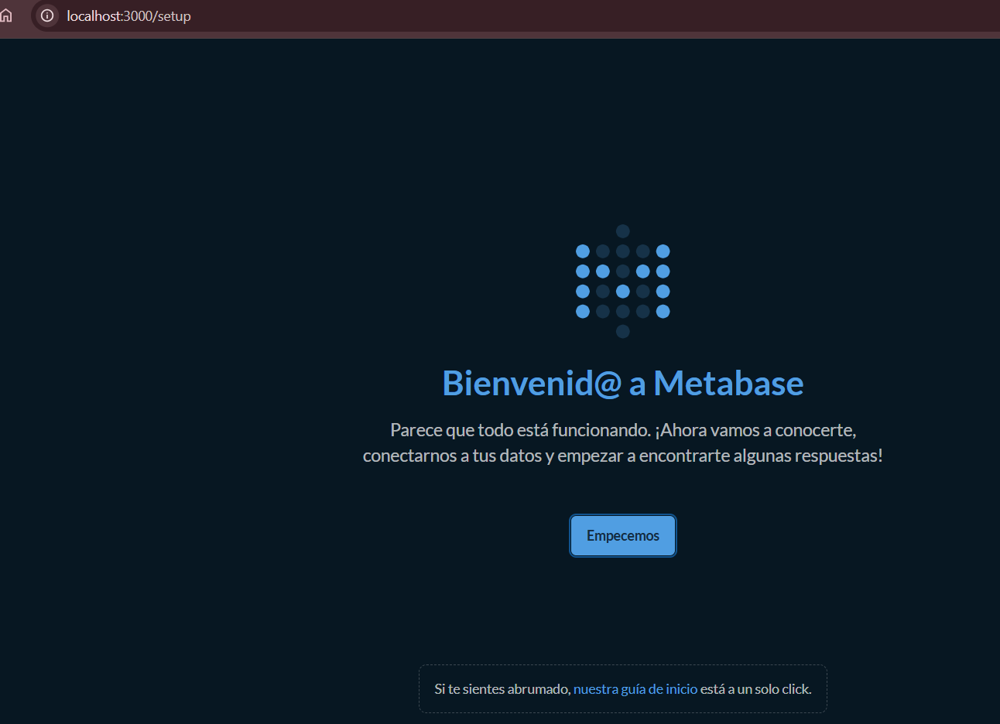 localhost:3000/setup
Bienvenid@ a Metabase
Parece que todo está funcionando. ¡Ahora vamos a conocerte,
conectarnos a tus datos y empezar a encontrarte algunas respuestas!
Empecemos
Si te sientes abrumado, nuestra guía de inicio está a un solo click.